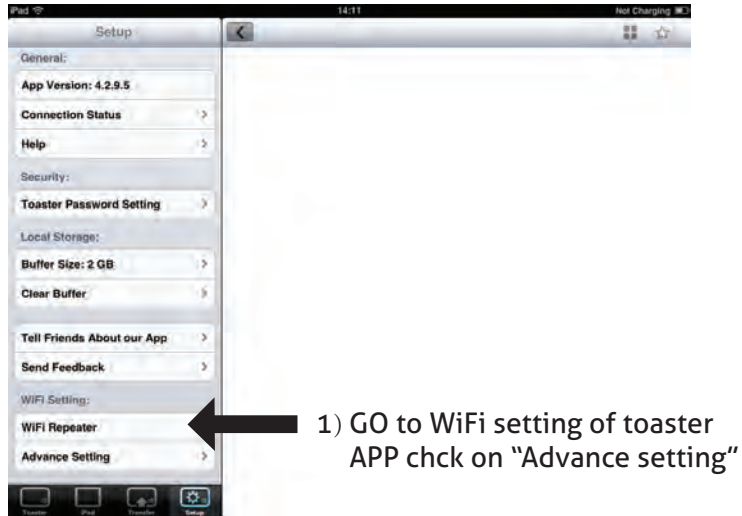 iPad 14:11 Not Charging
Setup
General:
App Version: 4.2.9.5
Connection Status
Help
Security:
Toaster Password Setting
Local Storage:
Buffer Size: 2 GB
Clear Buffer
Tell Friends About our App
Send Feedback
WiFi Setting:
WiFi Repeater
Advance Setting
1) GO to WiFi setting of toaster
APP chck on “Advance setting”
Toaster iPad Transfer Setup